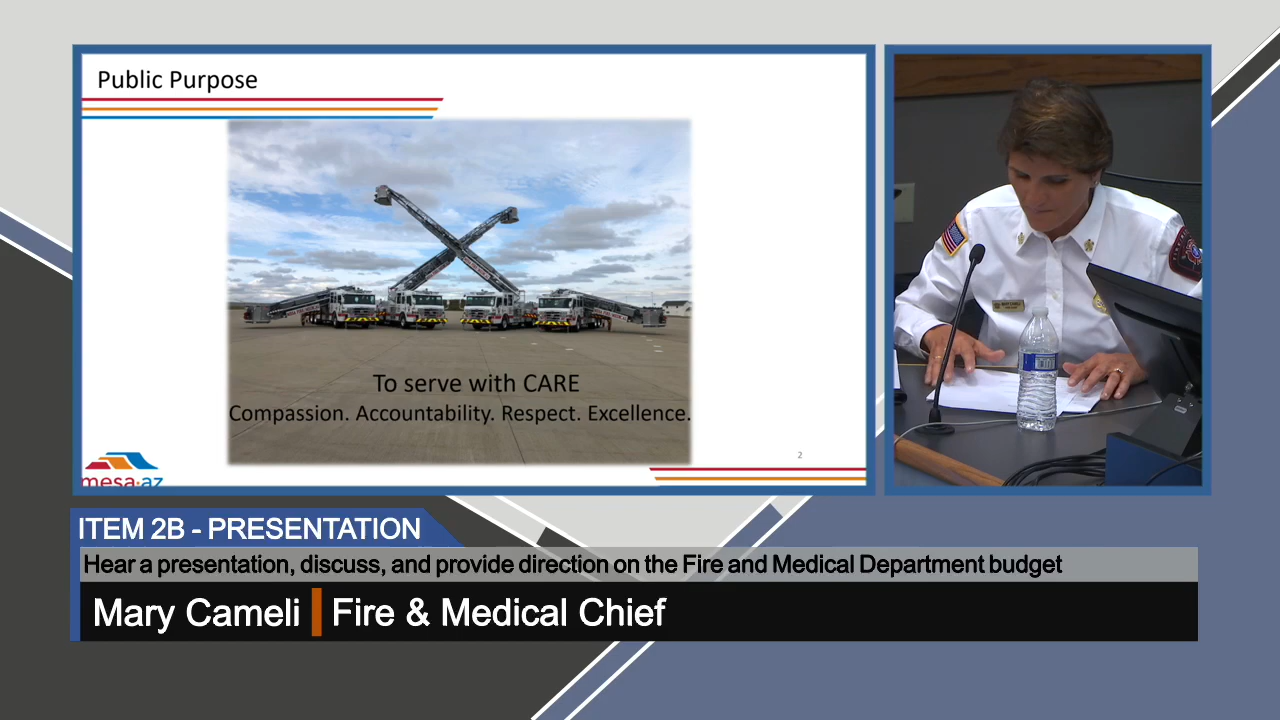 Public Purpose
To serve with CARE
Compassion. Accountability. Respect. Excellence.
2
mesa·az
ITEM 2B - PRESENTATION
Hear a presentation, discuss, and provide direction on the Fire and Medical Department budget
Mary Cameli
Fire & Medical Chief